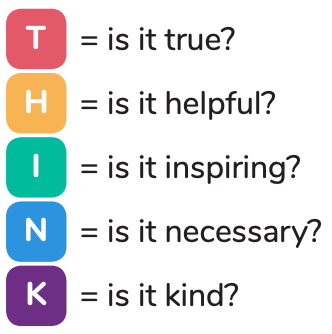 T = is it true?
H = is it helpful?
I = is it inspiring?
N = is it necessary?
K = is it kind?